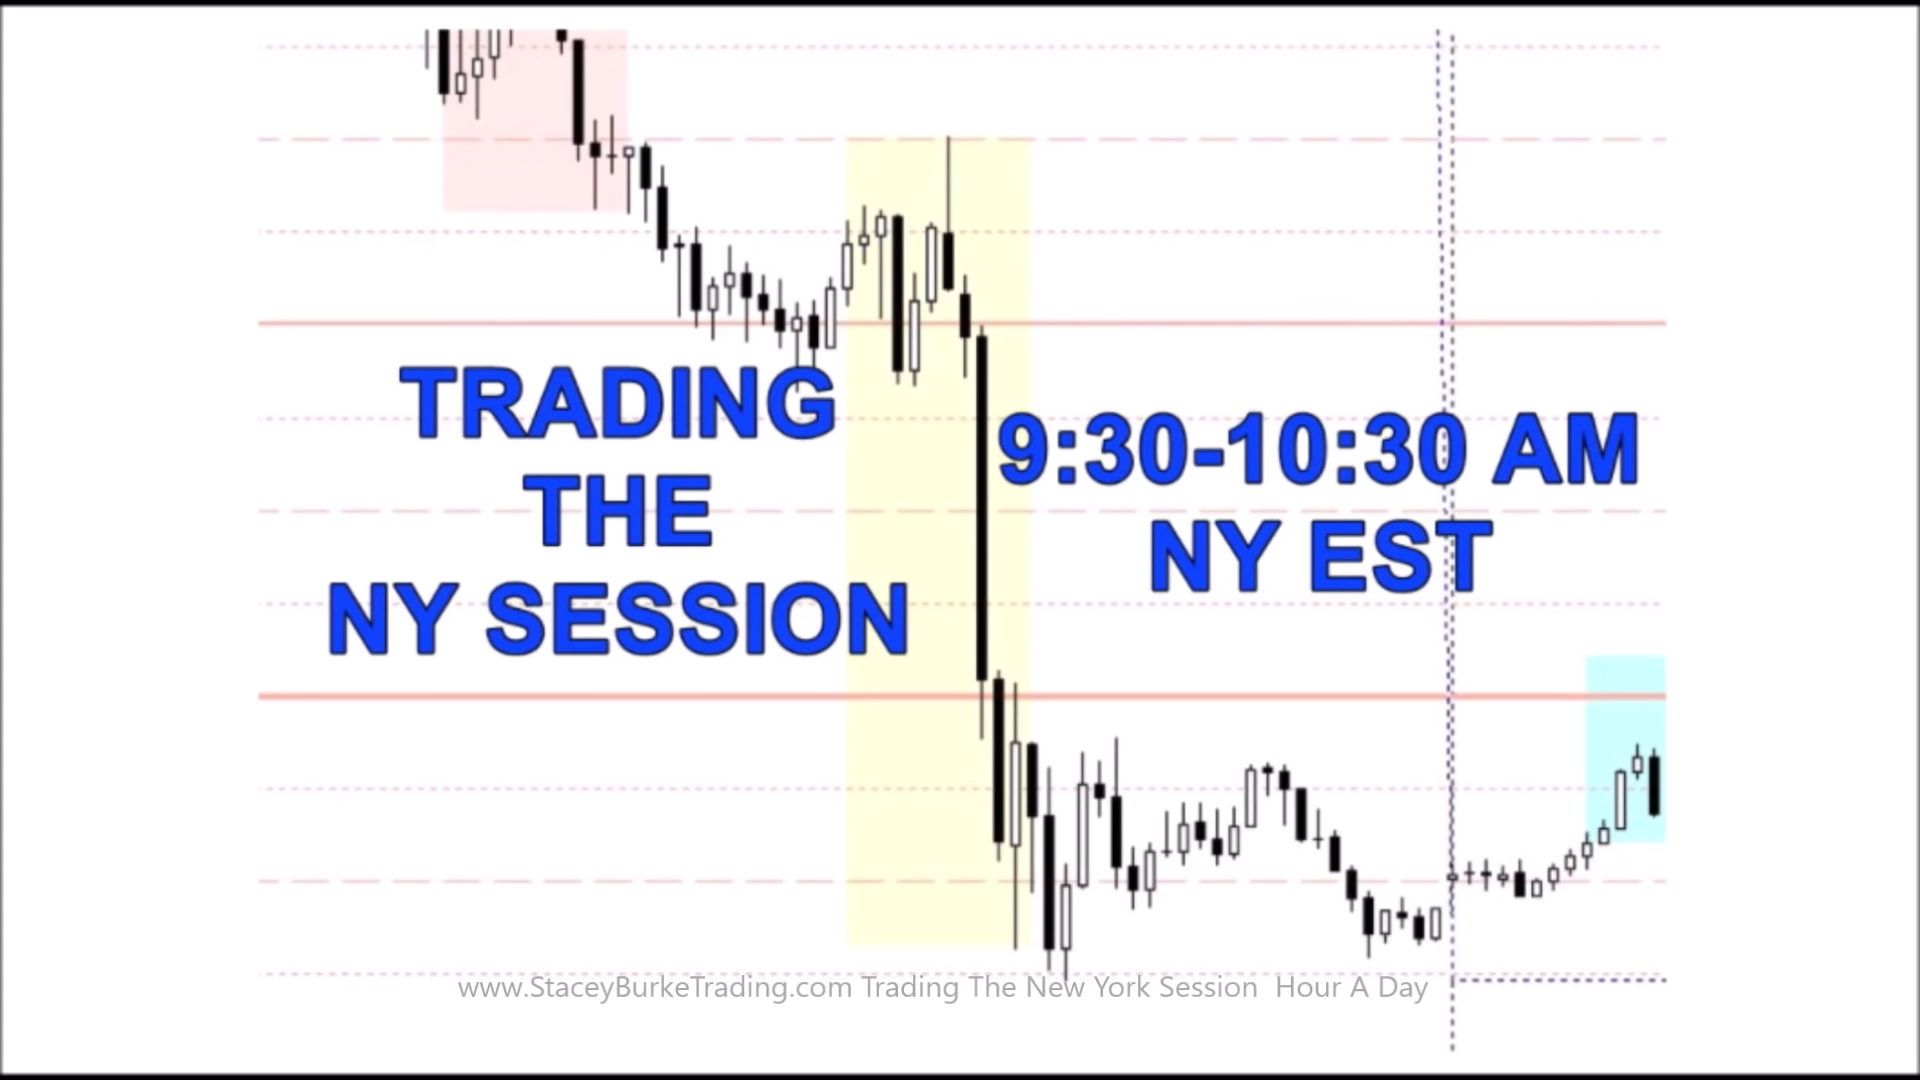 TRADING
THE
NY SESSION
9:30-10:30 AM
NY EST
www.StaceyBurkeTrading.com Trading The New York Session  Hour A Day